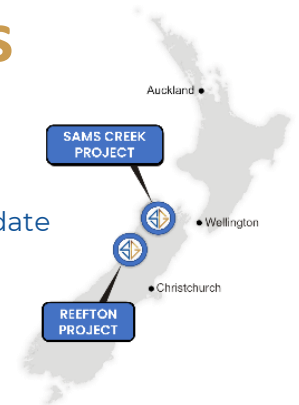 s
Auckland
SAMS CREEK
PROJECT
date
Wellington
Christchurch
REEFTON
PROJECT